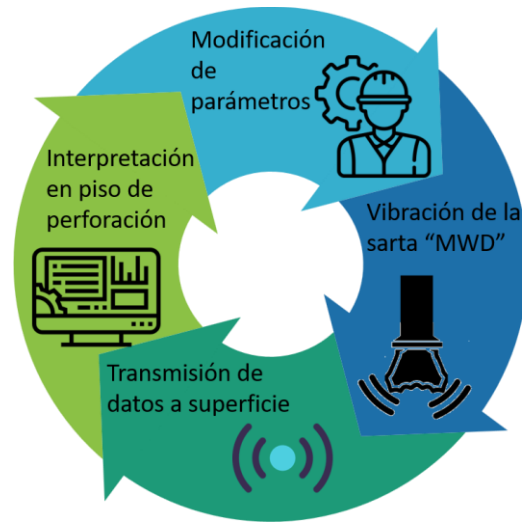 Modificación
de
parámetros
Vibración de la
sarta “MWD”
Transmisión de
datos a superficie
Interpretación
en piso de
perforación